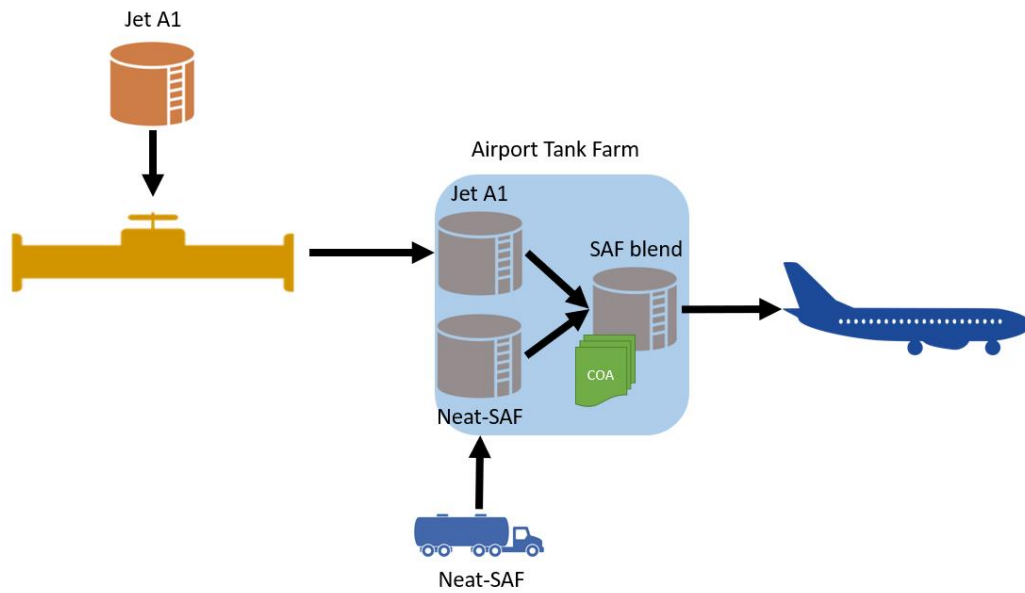 Jet A1
Airport Tank Farm
Jet A1
SAF blend
COA
Neat-SAF
Neat-SAF